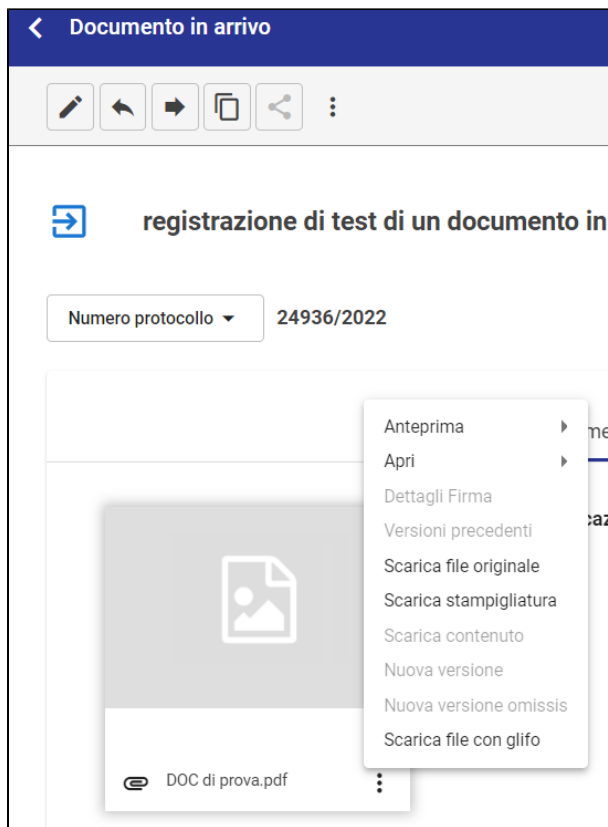 Documento in arrivo
registrazione di test di un documento in
Numero protocollo
24936/2022
Anteprima
Apri
Dettagli Firma
Versioni precedenti
Scarica file originale
Scarica stampigliatura
Scarica contenuto
Nuova versione
Nuova versione omissis
Scarica file con glifo
DOC di prova.pdf